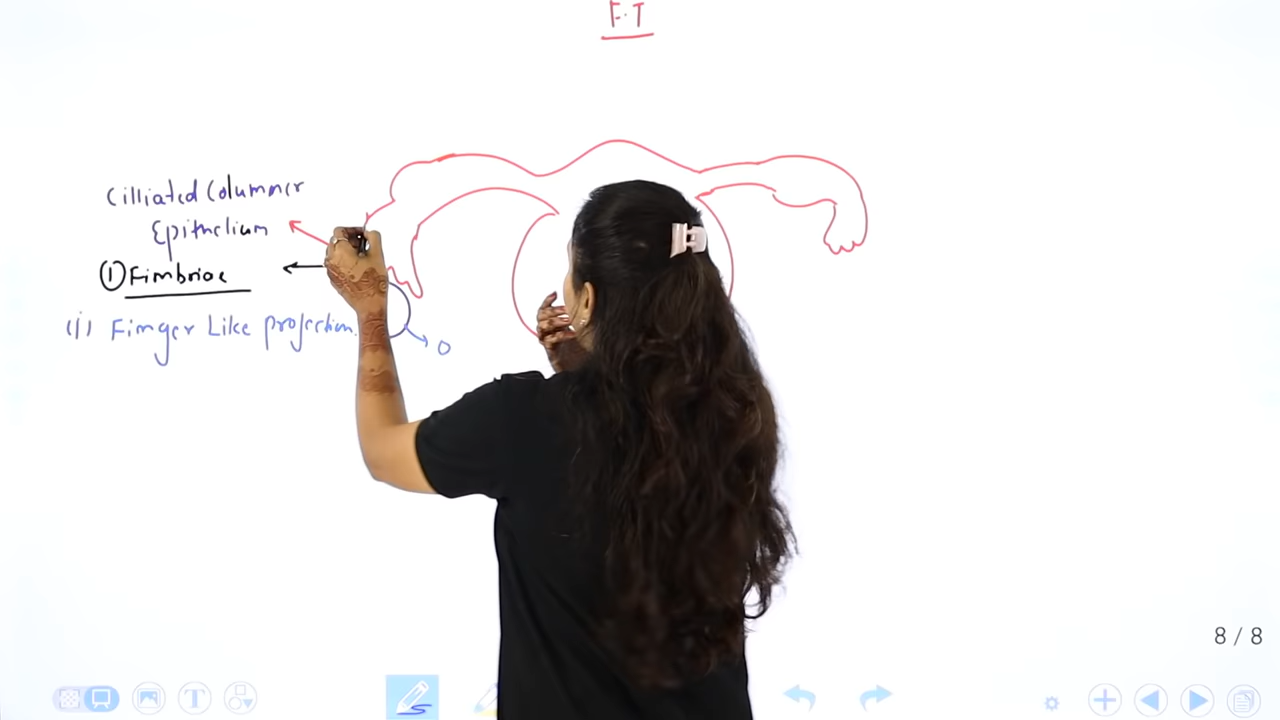 F.T
Cilliated Columner
Epithelium
① Fimbriae
(i) Finger Like projection
O
8 / 8